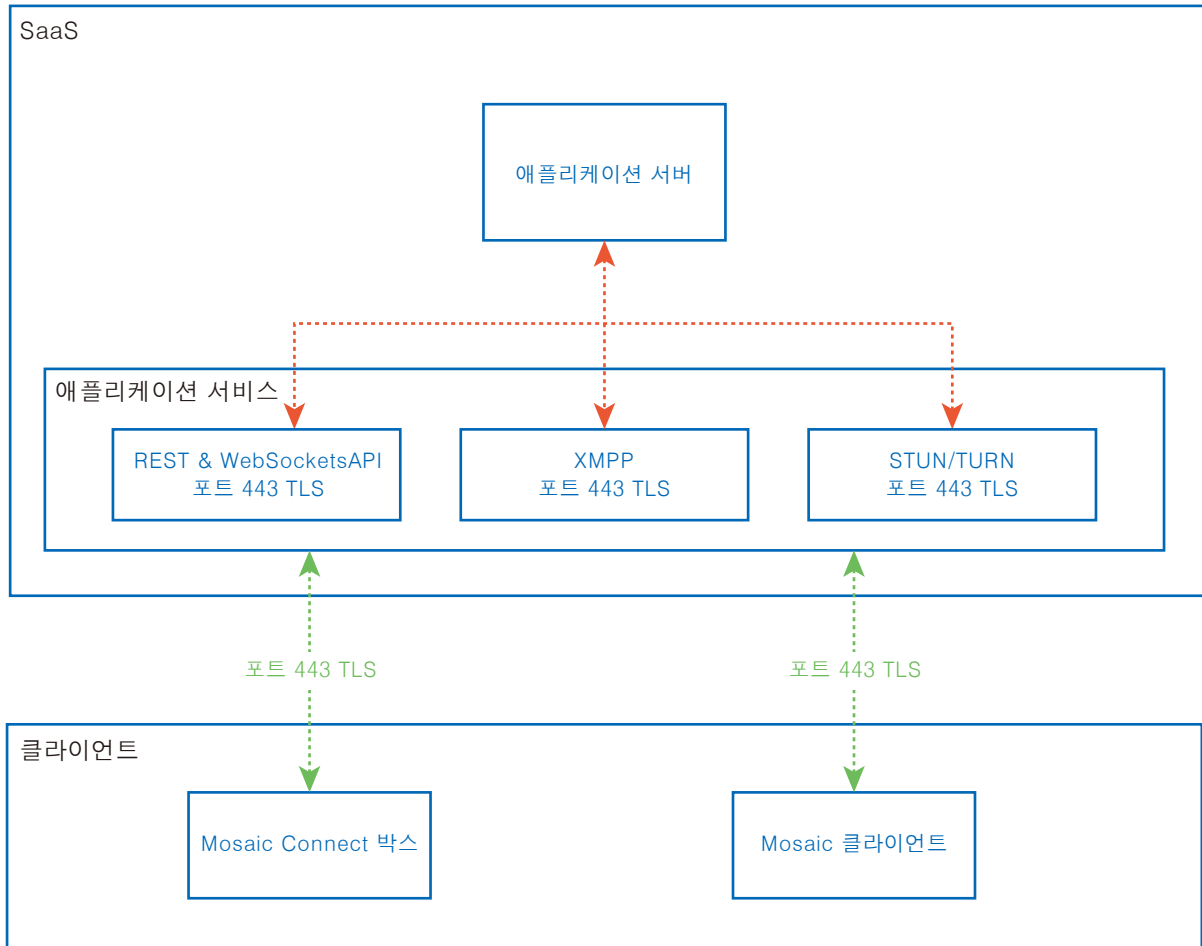 SaaS
애플리케이션 서버
애플리케이션 서비스
REST & WebSocketsAPI
포트 443 TLS
XMPP
포트 443 TLS
STUN/TURN
포트 443 TLS
포트 443 TLS
포트 443 TLS
클라이언트
Mosaic Connect 박스
Mosaic 클라이언트